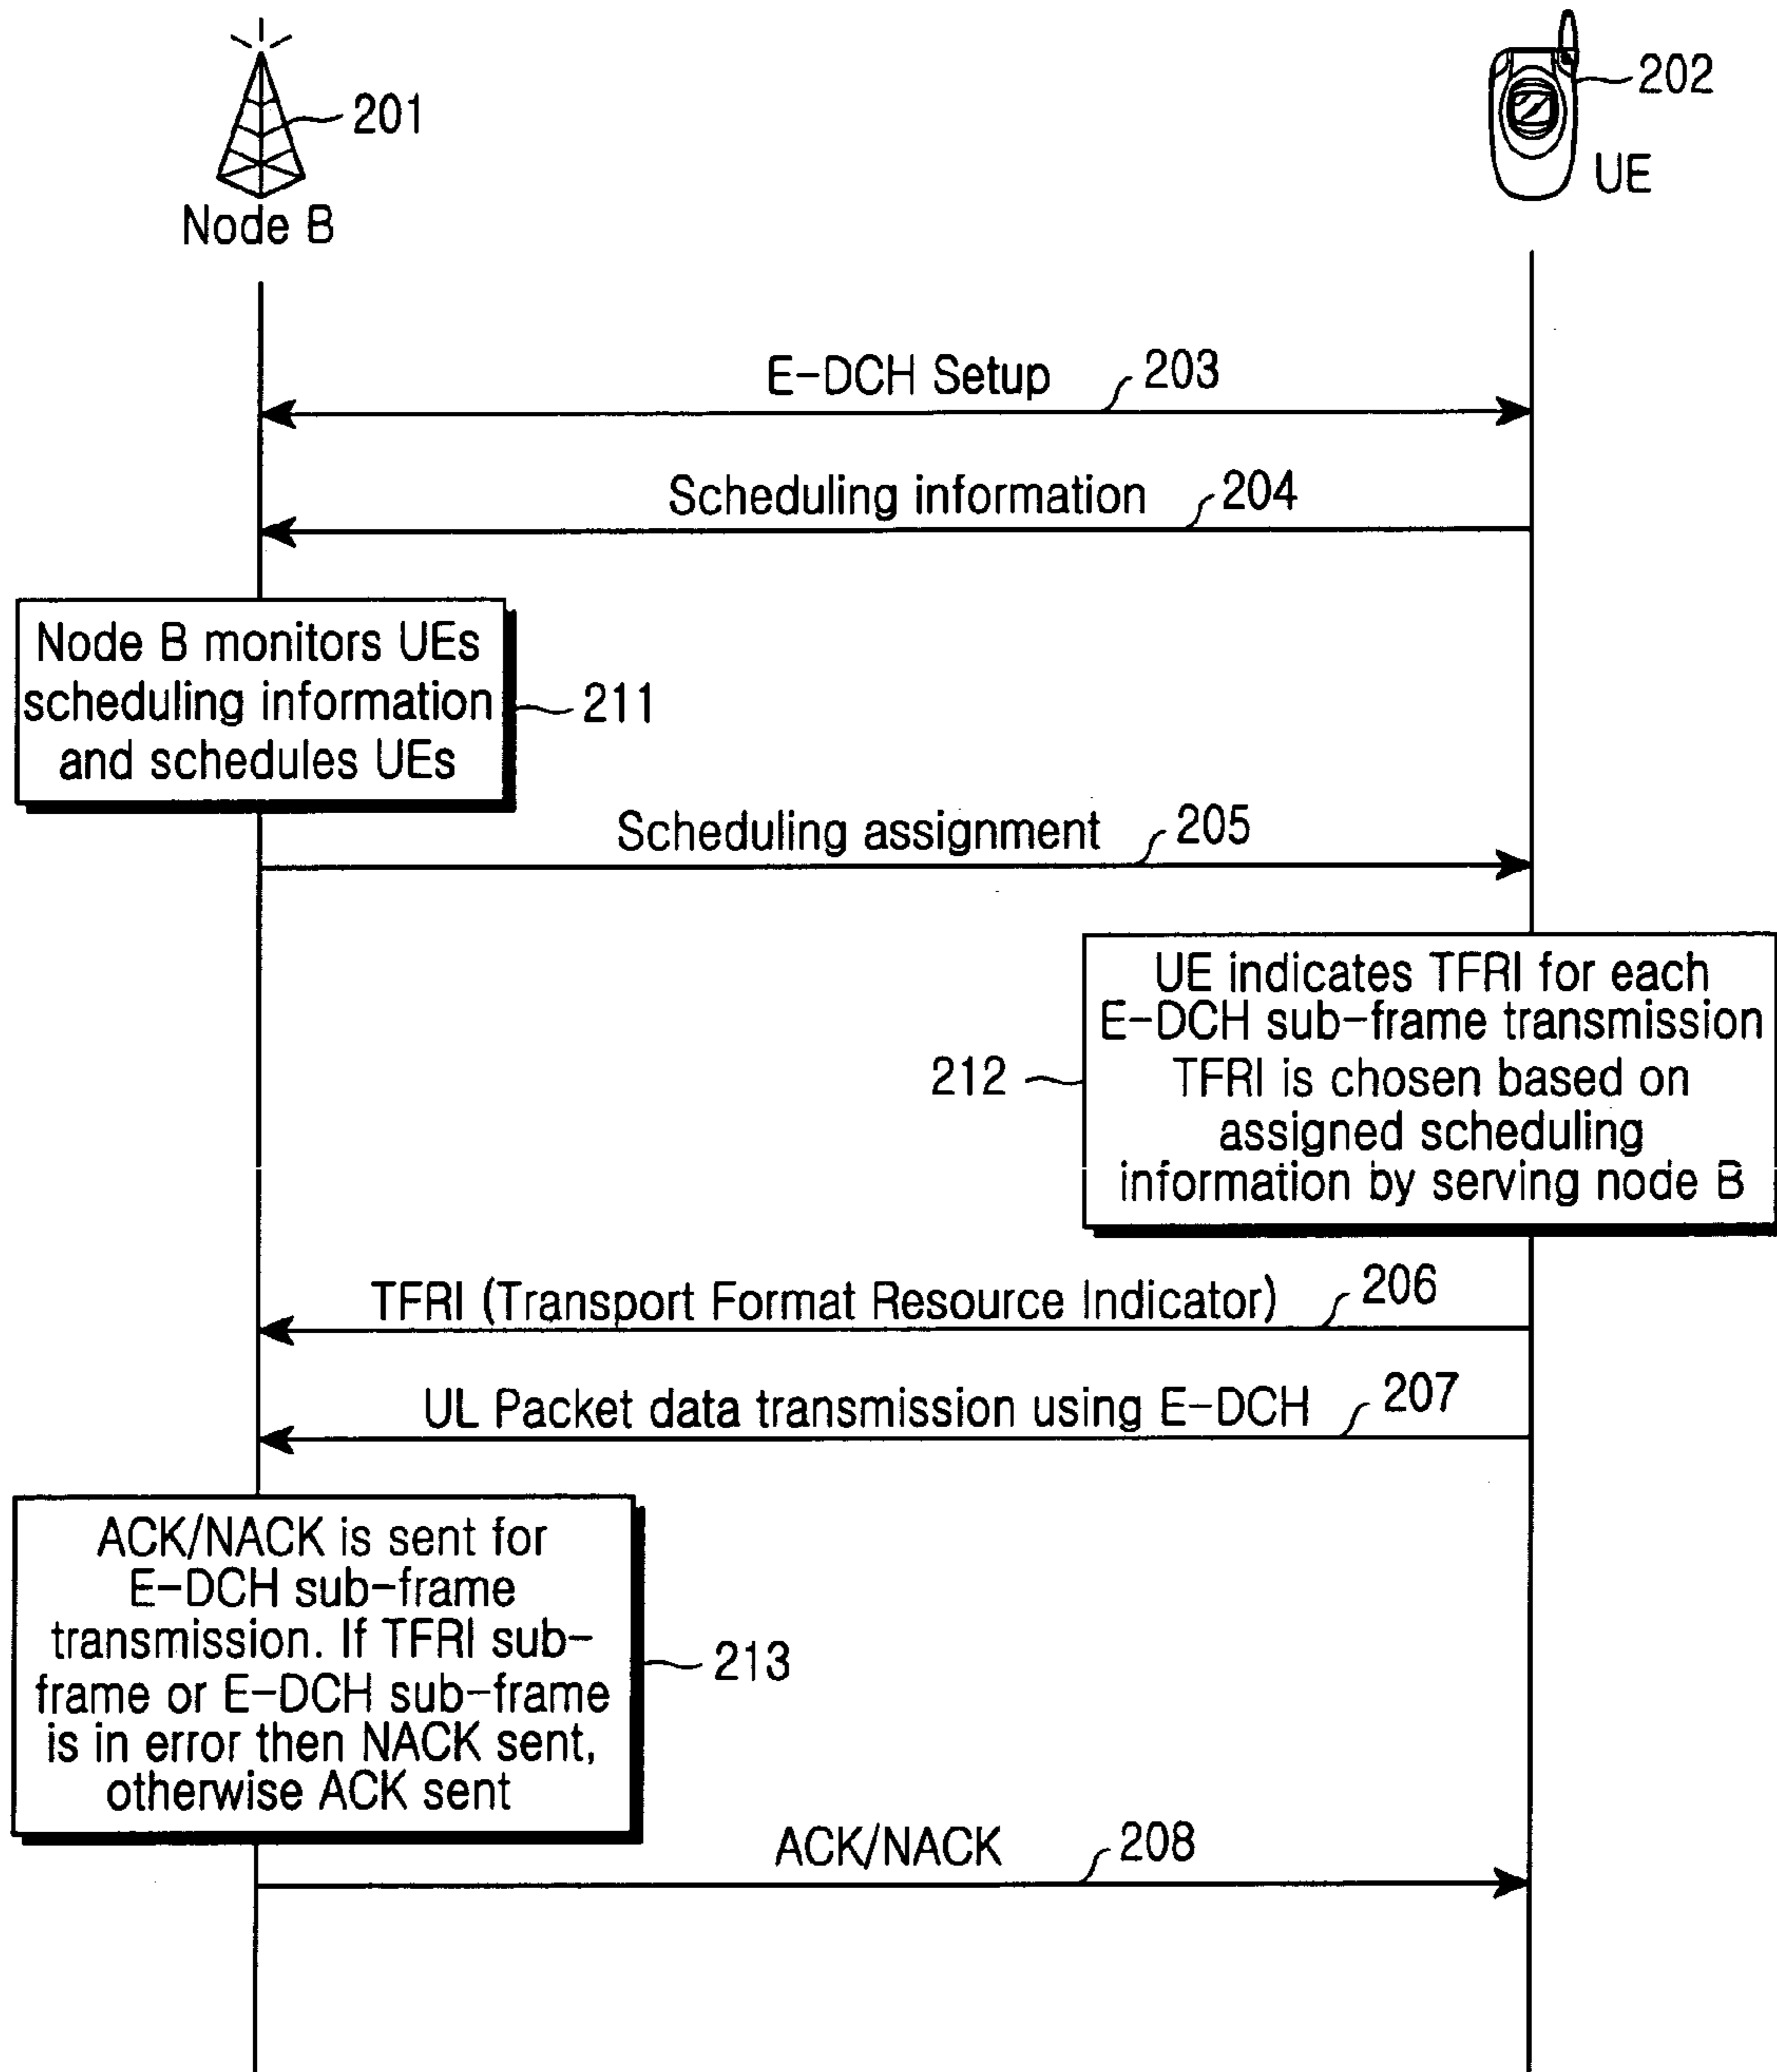 201
202
UE
Node B
E-DCH Setup 203
Scheduling information 204
Node B monitors UEs
scheduling information
and schedules UEs
211
Scheduling assignment 205
UE indicates TFRI for each
E-DCH sub-frame transmission
TFRI is chosen based on
assigned scheduling
information by serving node B
212
TFRI (Transport Format Resource Indicator) 206
UL Packet data transmission using E-DCH 207
ACK/NACK is sent for
E-DCH sub-frame
transmission. If TFRI sub-
frame or E-DCH sub-frame
is in error then NACK sent,
otherwise ACK sent
213
ACK/NACK 208